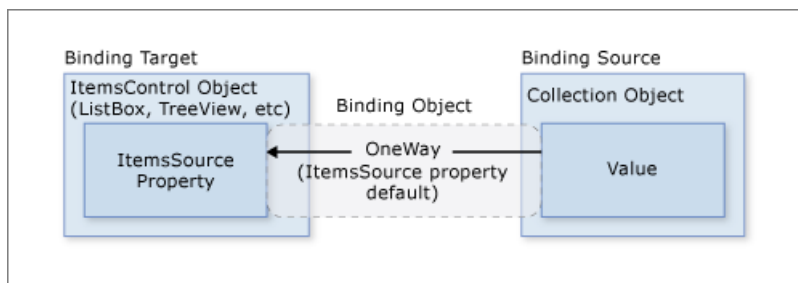 Binding Target
ItemsControl Object
(ListBox, TreeView, etc)
ItemsSource
Property
Binding Object
OneWay
(ItemsSource property
default)
Binding Source
Collection Object
Value